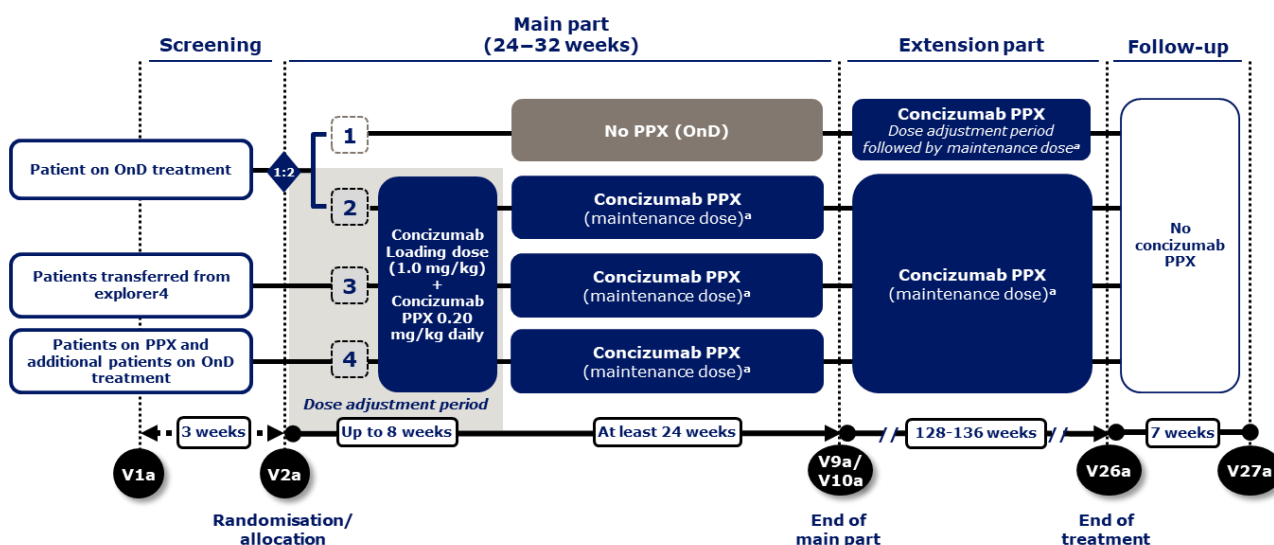 Screening
Main part
(24–32 weeks)
Extension part
Follow-up
Patient on OnD treatment
1:2
1
No PPX (OnD)
Concizumab PPX
Dose adjustment period
followed by maintenance doseᵃ
2
Concizumab PPX
(maintenance dose)ᵃ
Patients transferred from
explorer4
3
Concizumab
Loading dose
(1.0 mg/kg)
+
Concizumab
PPX 0.20
mg/kg daily
Concizumab PPX
(maintenance dose)ᵃ
Concizumab PPX
(maintenance dose)ᵃ
No
concizumab
PPX
Patients on PPX and
additional patients on OnD
treatment
4
Concizumab PPX
(maintenance dose)ᵃ
Dose adjustment period
3 weeks
Up to 8 weeks
At least 24 weeks
128-136 weeks
7 weeks
V1a
V2a
V9a/
V10a
V26a
V27a
Randomisation/
allocation
End of
main part
End of
treatment